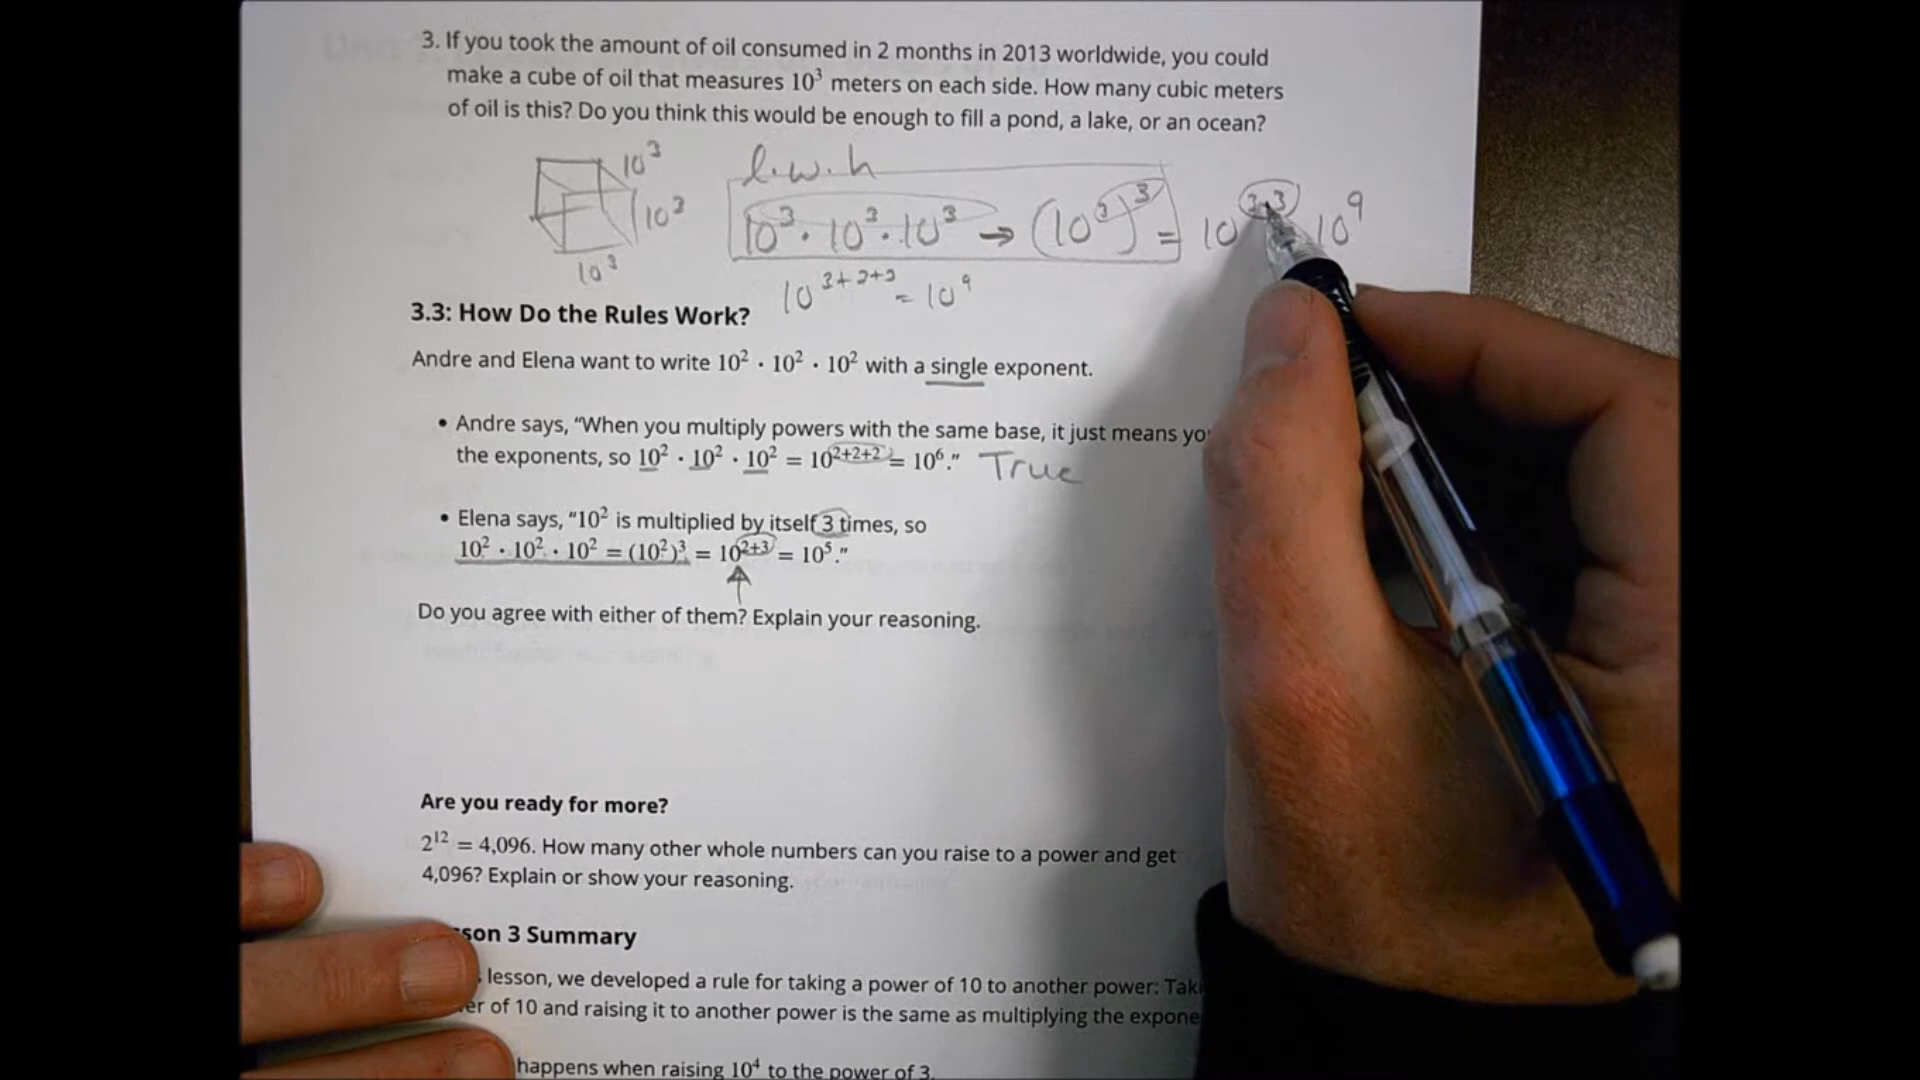 3. If you took the amount of oil consumed in 2 months in 2013 worldwide, you could
make a cube of oil that measures 10³ meters on each side. How many cubic meters
of oil is this? Do you think this would be enough to fill a pond, a lake, or an ocean?
10³
10³
10³
l.w.h
10³ · 10³ · 10³ → (10³)³ = 10³·³ = 10⁹
10³⁺³⁺³ = 10⁹
3.3: How Do the Rules Work?
Andre and Elena want to write 10² · 10² · 10² with a single exponent.
• Andre says, “When you multiply powers with the same base, it just means
the exponents, so 10² · 10² · 10² = 10²⁺²⁺² = 10⁶.” True
• Elena says, “10² is multiplied by itself 3 times, so
10² · 10² · 10² = (10²)³ = 10²⁺³ = 10⁵.”
Do you agree with either of them? Explain your reasoning.
Are you ready for more?
2¹² = 4,096. How many other whole numbers can you raise to a power and get
4,096? Explain or show your reasoning.
son 3 Summary
lesson, we developed a rule for taking a power of 10 to another power: Taki
er of 10 and raising it to another power is the same as multiplying the expone
happens when raising 10⁴ to the power of 3.